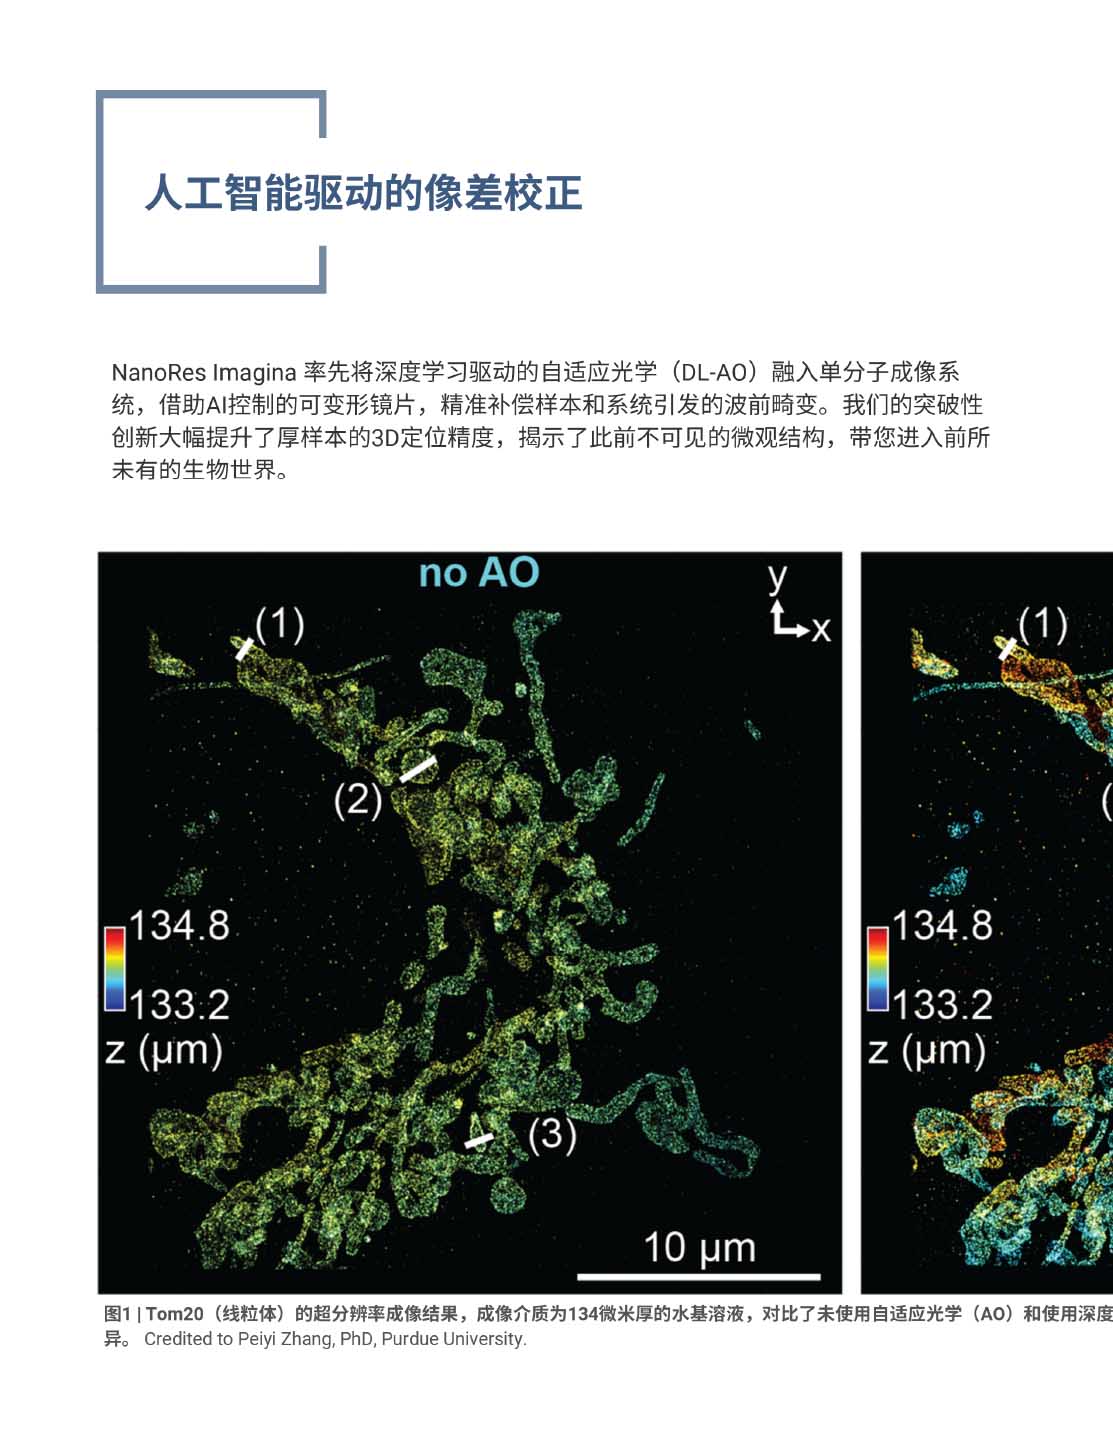 人工智能驱动的像差校正
NanoRes Imagina 率先将深度学习驱动的自适应光学（DL-AO）融入单分子成像系
统，借助AI控制的可变形镜片，精准补偿样本和系统引发的波前畸变。我们的突破性
创新大幅提升了厚样本的3D定位精度，揭示了此前不可见的微观结构，带您进入前所
未有的生物世界。
no AO
y
x
(1)
(2)
134.8
133.2
z (μm)
(3)
10 μm
(1)
(
134.8
133.2
z (μm)
图1 | Tom20（线粒体）的超分辨率成像结果，成像介质为134微米厚的水基溶液，对比了未使用自适应光学（AO）和使用深度
异。 Credited to Peiyi Zhang, PhD, Purdue University.